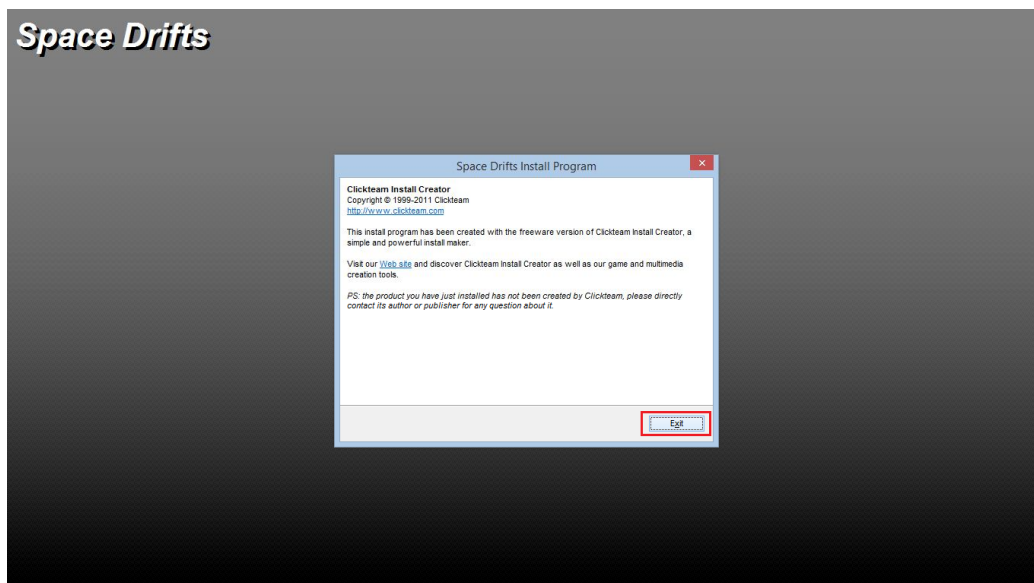 Space Drifts
Space Drifts Install Program
Clickteam Install Creator
Copyright © 1999-2011 Clickteam
http://www.clickteam.com
This install program has been created with the freeware version of Clickteam Install Creator, a
simple and powerful install maker.
Visit our Web site and discover Clickteam Install Creator as well as our game and multimedia
creation tools.
PS: the product you have just installed has not been created by Clickteam, please directly
contact its author or publisher for any question about it.
Exit